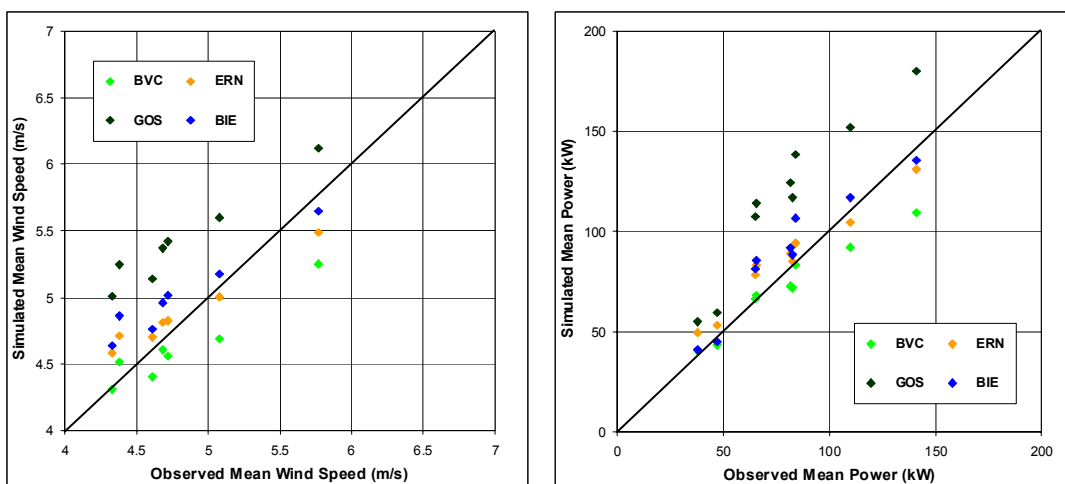 7
6.5
6
5.5
5
4.5
4
4 4.5 5 5.5 6 6.5 7
Simulated Mean Wind Speed (m/s)
Observed Mean Wind Speed (m/s)
BVC ERN
GOS BIE
200
150
100
50
0
0 50 100 150 200
Simulated Mean Power (kW)
Observed Mean Power (kW)
BVC ERN
GOS BIE